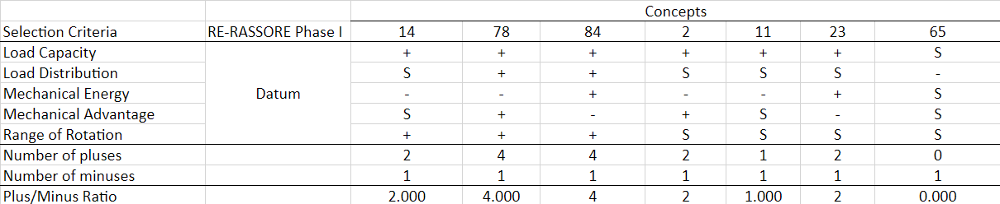 Concepts
Selection Criteria RE-RASSORE Phase I 14 78 84 2 11 23 65
Load Capacity + + + + + + S
Load Distribution S + + S S S -
Mechanical Energy Datum - - + - - + S
Mechanical Advantage S + - + S - S
Range of Rotation + + + S S S S
Number of pluses 2 4 4 2 1 2 0
Number of minuses 1 1 1 1 1 1 1
Plus/Minus Ratio 2.000 4.000 4 2 1.000 2 0.000